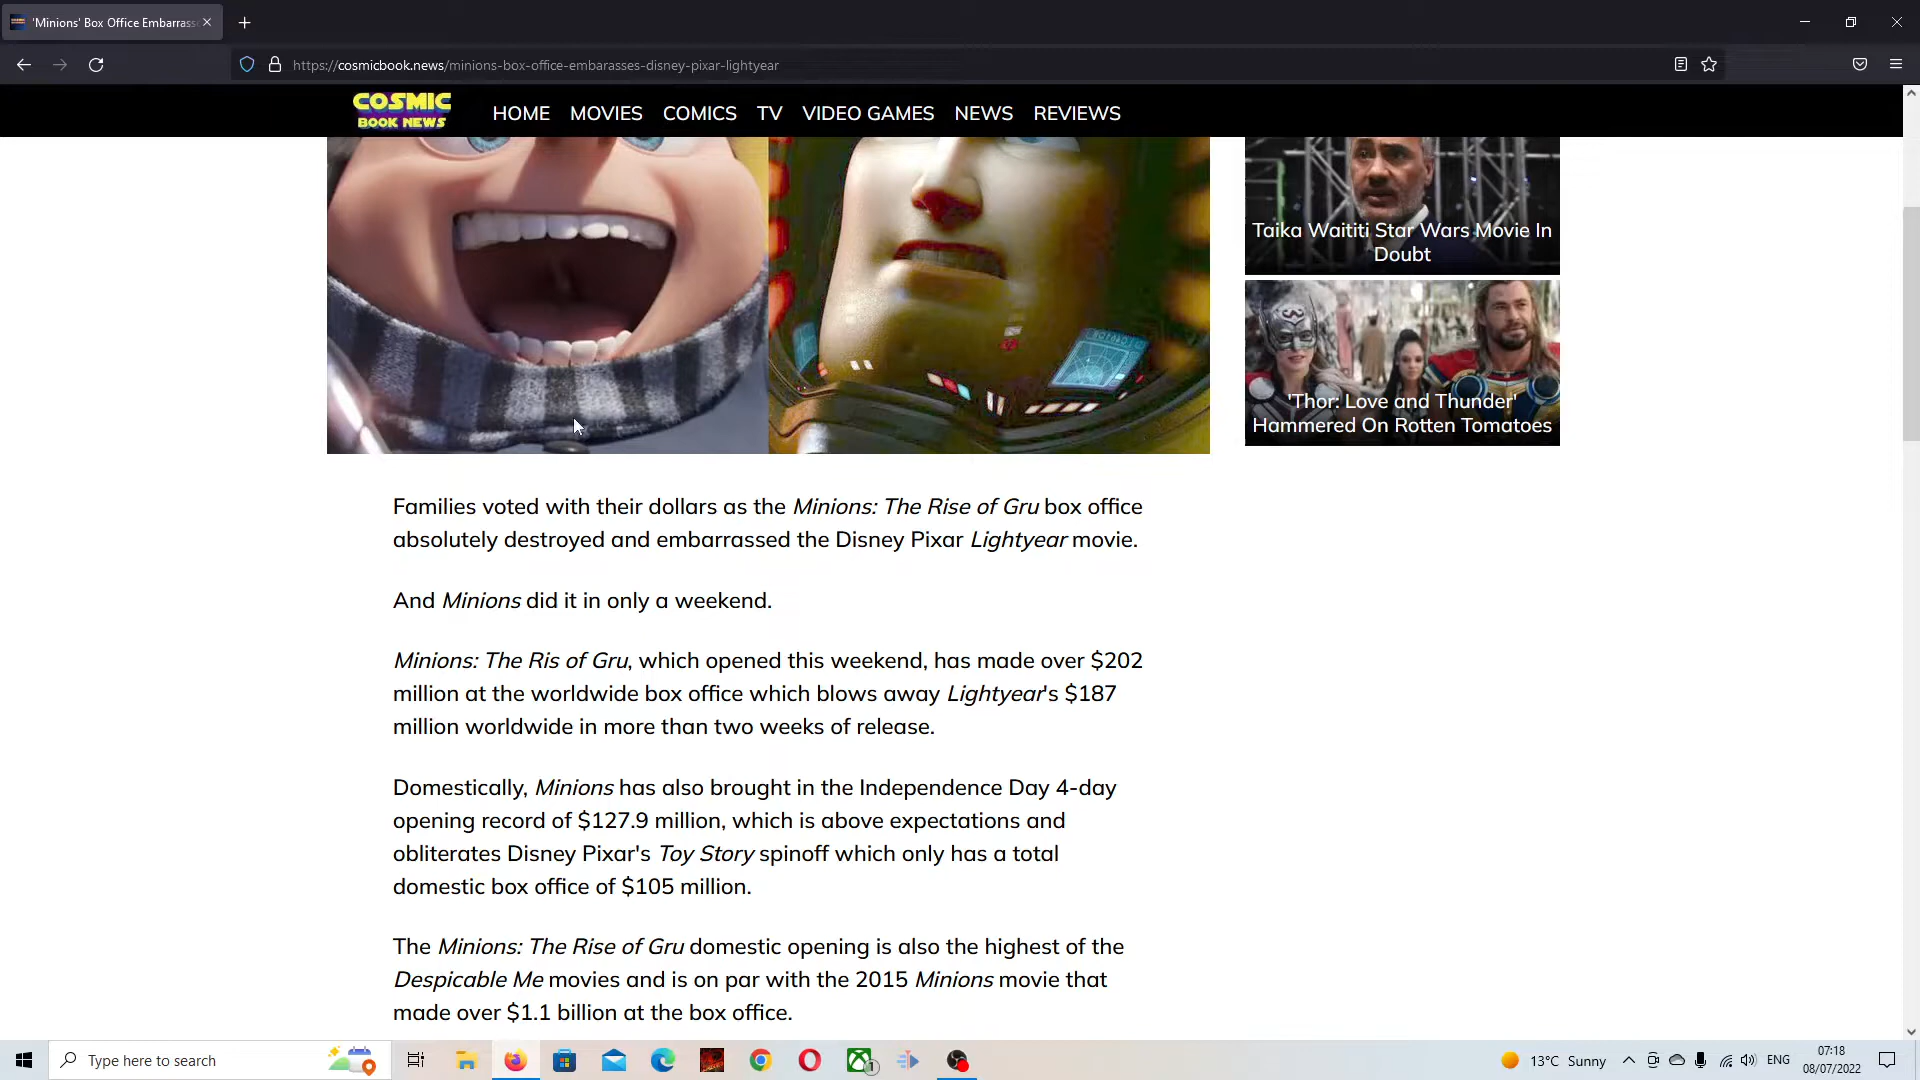 'Minions' Box Office Embarrass
https://cosmicbook.news/minions-box-office-embarasses-disney-pixar-lightyear
COSMIC
BOOK NEWS
HOME MOVIES COMICS TV VIDEO GAMES NEWS REVIEWS
Taika Waititi Star Wars Movie In
Doubt
'Thor: Love and Thunder'
Hammered On Rotten Tomatoes
Families voted with their dollars as the Minions: The Rise of Gru box office
absolutely destroyed and embarrassed the Disney Pixar Lightyear movie.
And Minions did it in only a weekend.
Minions: The Ris of Gru, which opened this weekend, has made over $202
million at the worldwide box office which blows away Lightyear's $187
million worldwide in more than two weeks of release.
Domestically, Minions has also brought in the Independence Day 4-day
opening record of $127.9 million, which is above expectations and
obliterates Disney Pixar's Toy Story spinoff which only has a total
domestic box office of $105 million.
The Minions: The Rise of Gru domestic opening is also the highest of the
Despicable Me movies and is on par with the 2015 Minions movie that
made over $1.1 billion at the box office.
Type here to search
1
13°C Sunny
ENG
07:18
08/07/2022